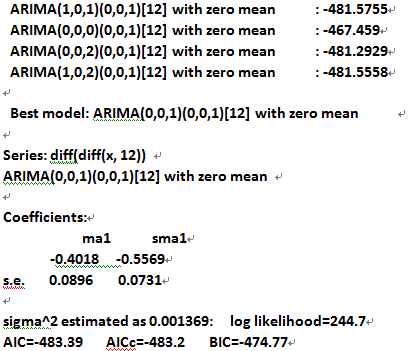 ARIMA(1,0,1)(0,0,1)[12] with zero mean : -481.5755
ARIMA(0,0,0)(0,0,1)[12] with zero mean : -467.459
ARIMA(0,0,2)(0,0,1)[12] with zero mean : -481.2929
ARIMA(1,0,2)(0,0,1)[12] with zero mean : -481.5558
Best model: ARIMA(0,0,1)(0,0,1)[12] with zero mean
Series: diff(diff(x, 12))
ARIMA(0,0,1)(0,0,1)[12] with zero mean
Coefficients:
ma1 sma1
-0.4018 -0.5569
s.e. 0.0896 0.0731
sigma^2 estimated as 0.001369: log likelihood=244.7
AIC=-483.39 AICc=-483.2 BIC=-474.77